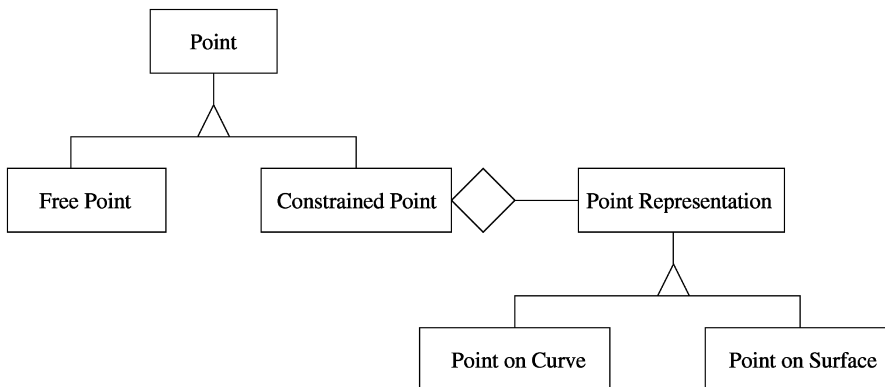 Point
Free Point
Constrained Point
Point Representation
Point on Curve
Point on Surface